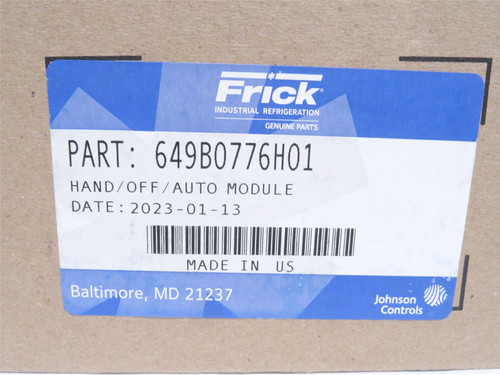 Frick
INDUSTRIAL REFRIGERATION
GENUINE PARTS
PART: 649B0776H01
HAND/OFF/AUTO MODULE
DATE:2023-01-13
MADE IN US
Baltimore, MD 21237
Johnson
Controls